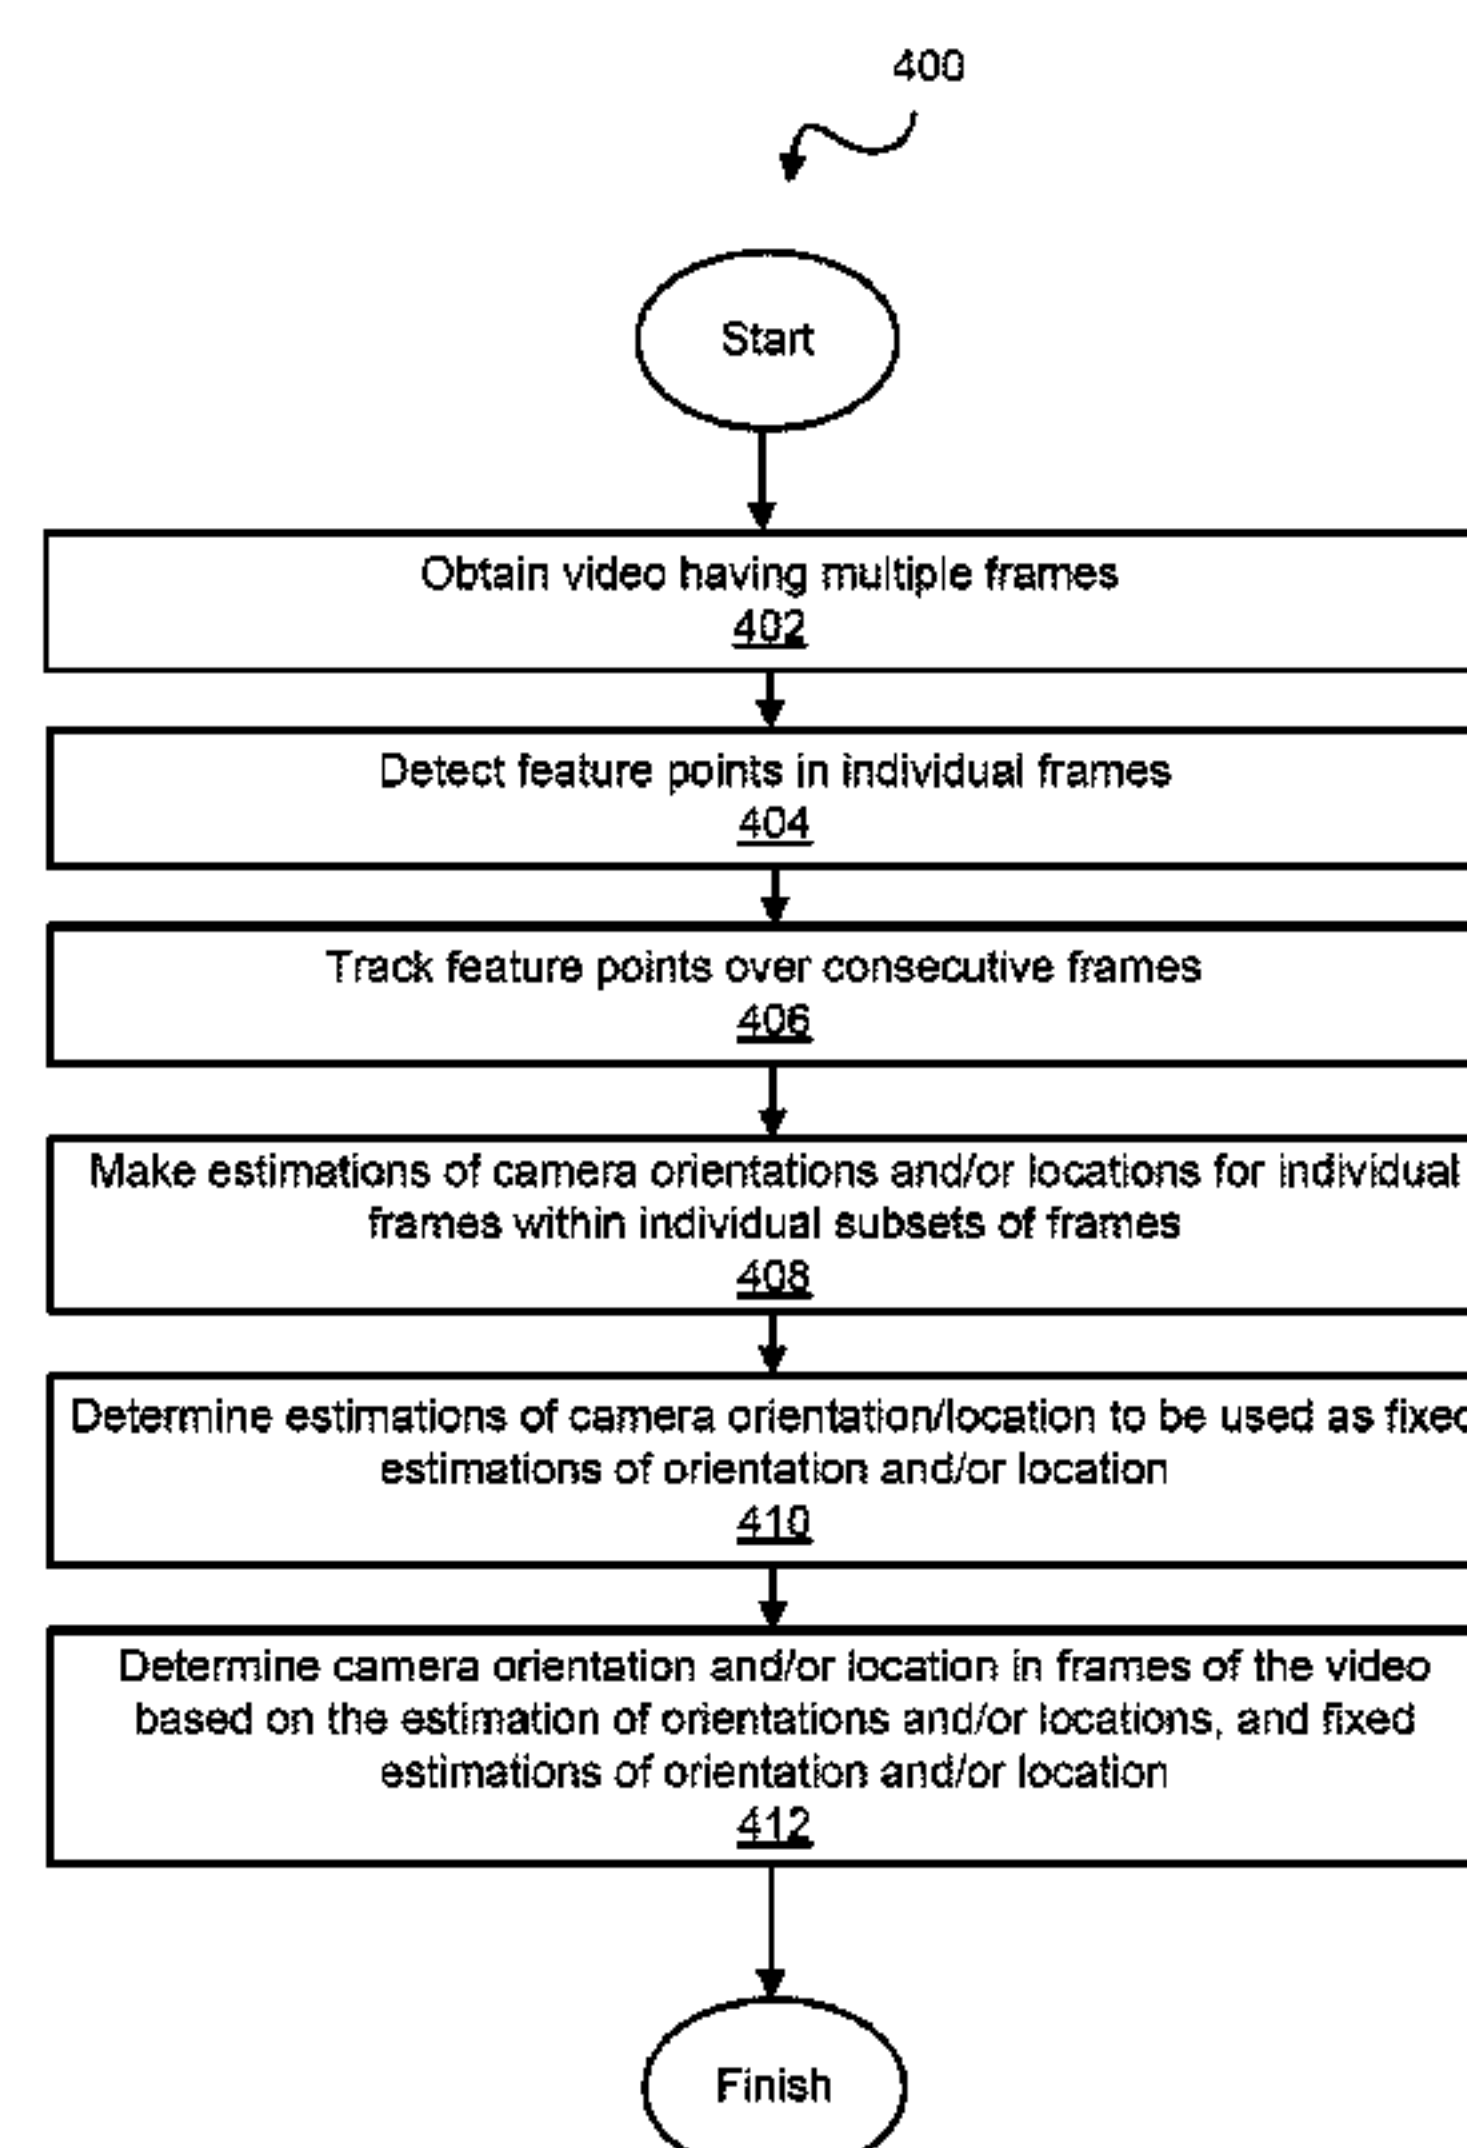 400
Start
Obtain video having multiple frames
402
Detect feature points in individual frames
404
Track feature points over consecutive frames
406
Make estimations of camera orientations and/or locations for individual
frames within individual subsets of frames
408
Determine estimations of camera orientation/location to be used as fixed
estimations of orientation and/or location
410
Determine camera orientation and/or location in frames of the video
based on the estimation of orientations and/or locations, and fixed
estimations of orientation and/or location
412
Finish